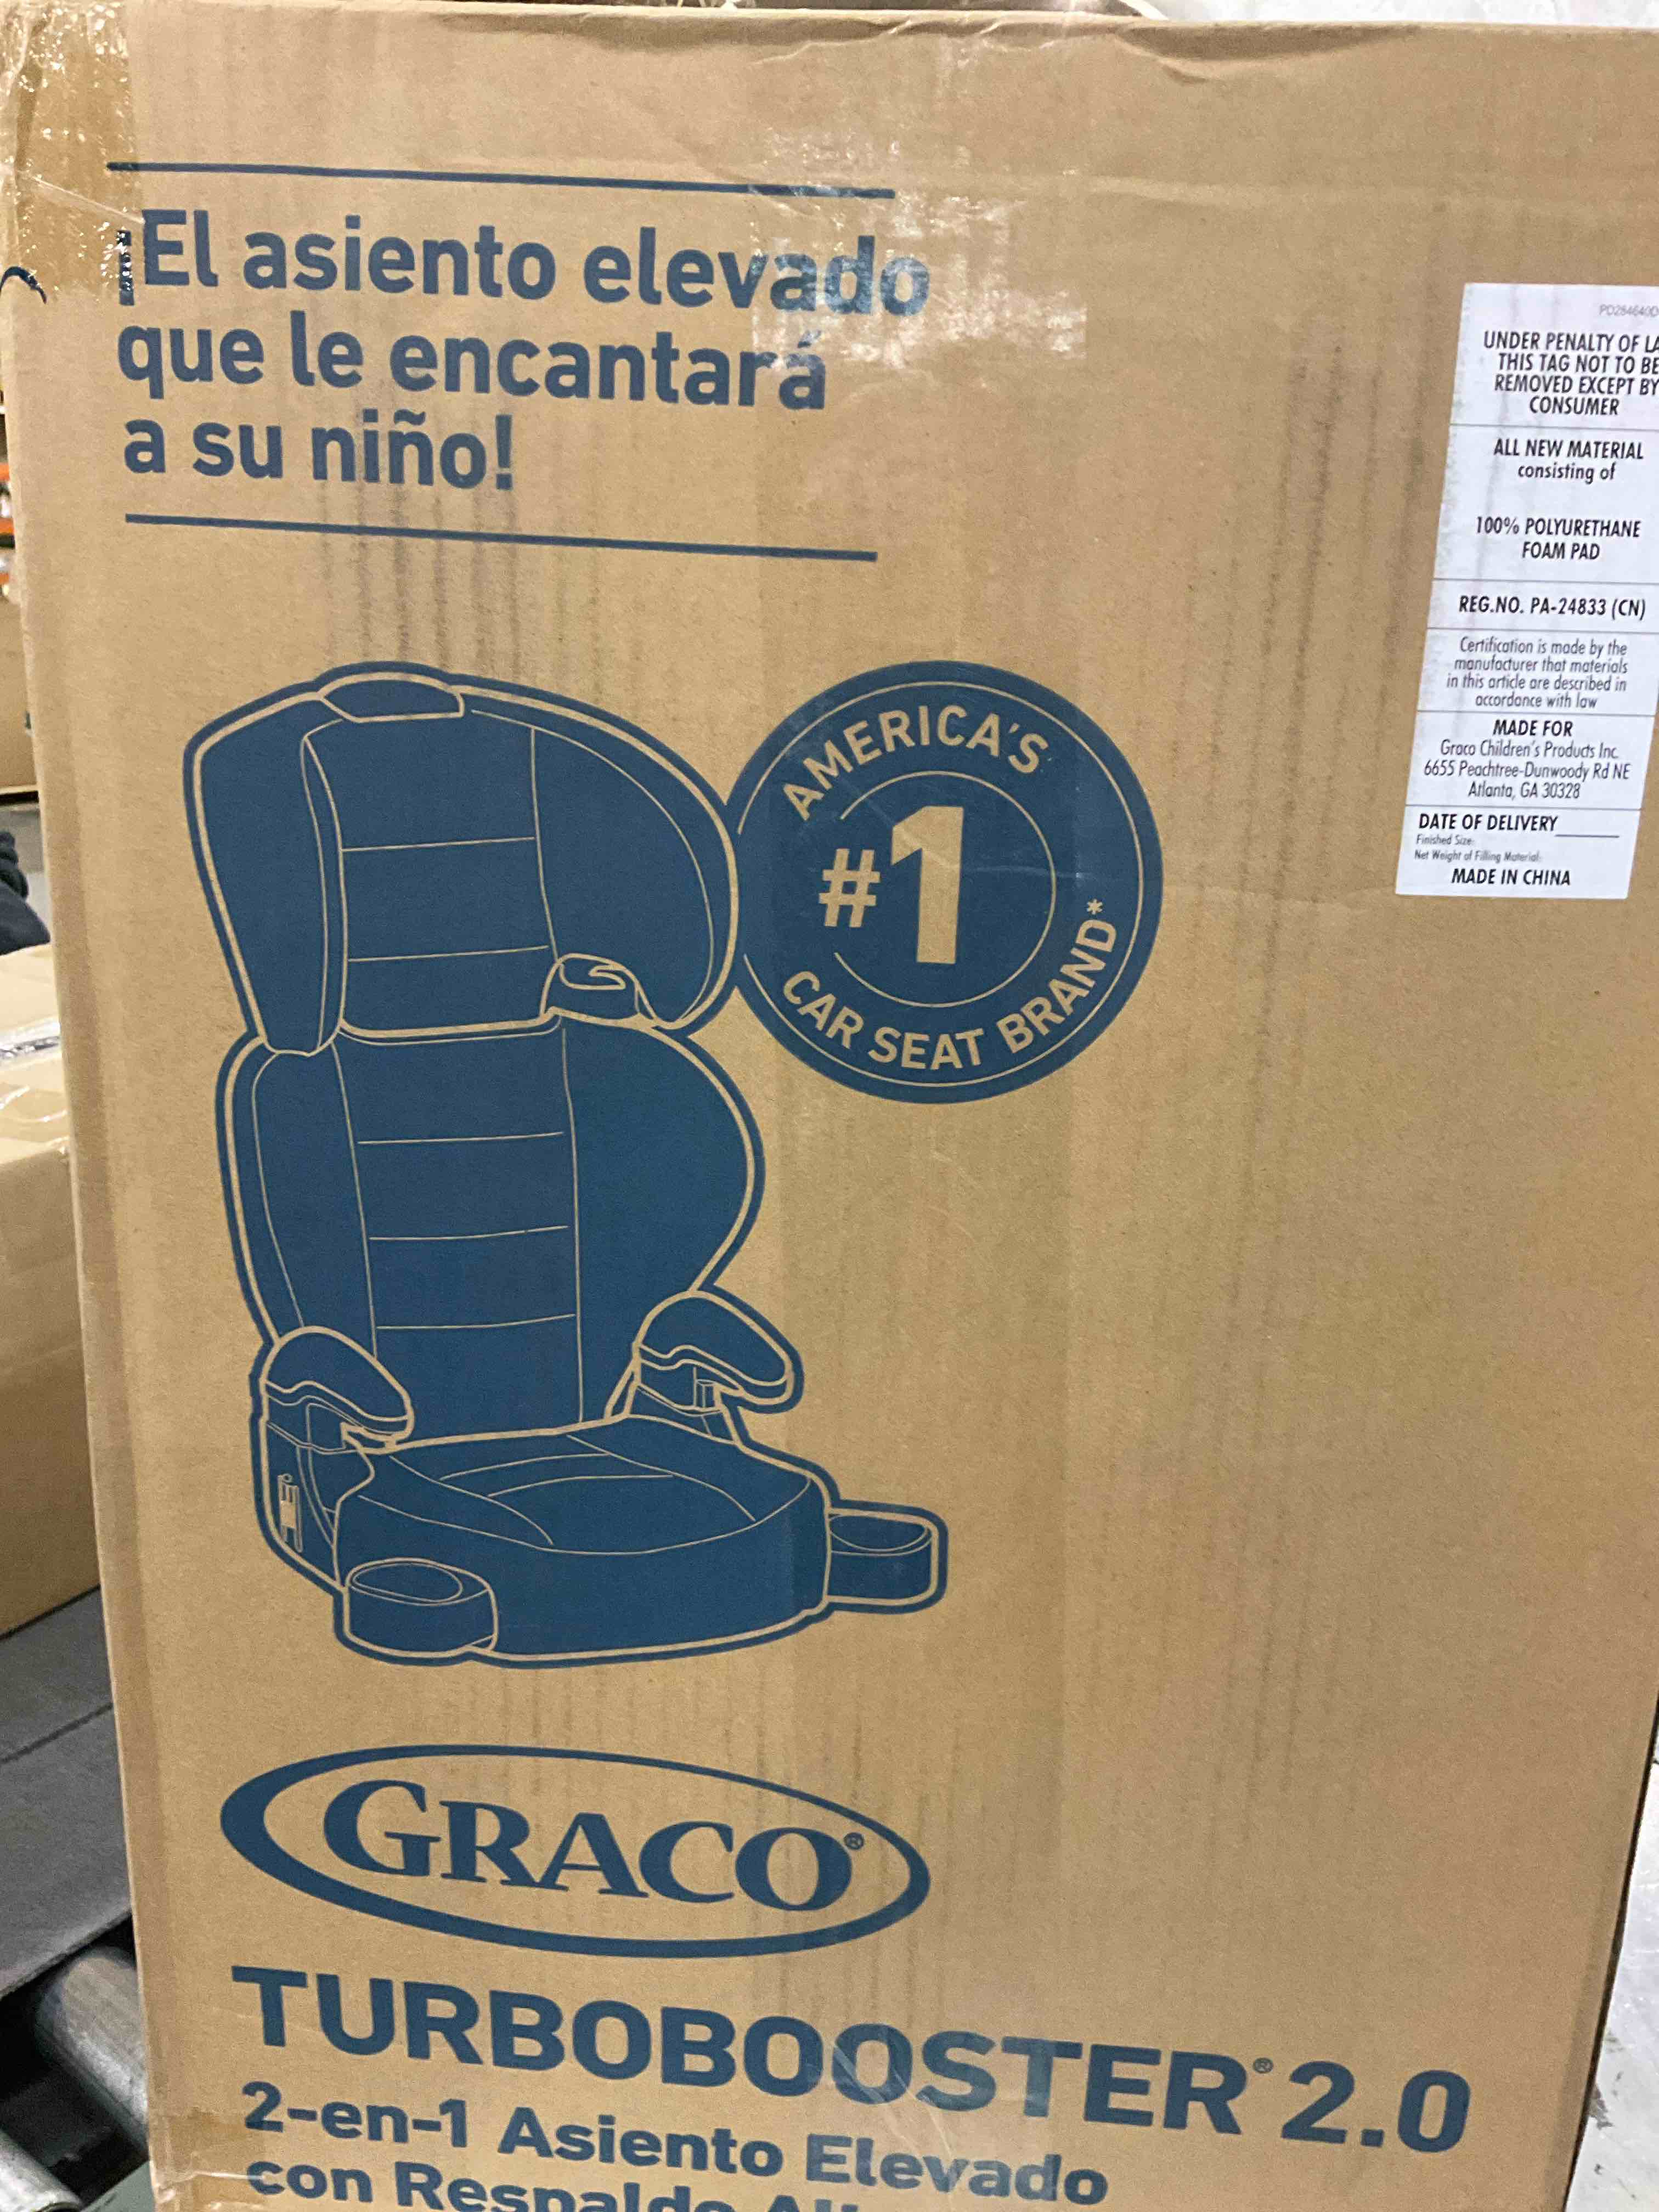 ¡El asiento elevado
que le encantará
a su niño!
AMERICA'S
#1
CAR SEAT BRAND*
PD284640D
UNDER PENALTY OF LA
THIS TAG NOT TO BE
REMOVED EXCEPT BY
CONSUMER
ALL NEW MATERIAL
consisting of
100% POLYURETHANE
FOAM PAD
REG.NO. PA-24833 (CN)
Certification is made by the
manufacturer that materials
in this article are described in
accordance with law
MADE FOR
Graco Children's Products Inc.
6655 Peachtree-Dunwoody Rd NE
Atlanta, GA 30328
DATE OF DELIVERY
Finished Size:
Net Weight of Filling Material:
MADE IN CHINA
GRACO®
TURBOBOOSTER® 2.0
2-en-1 Asiento Elevado
con Respaldo